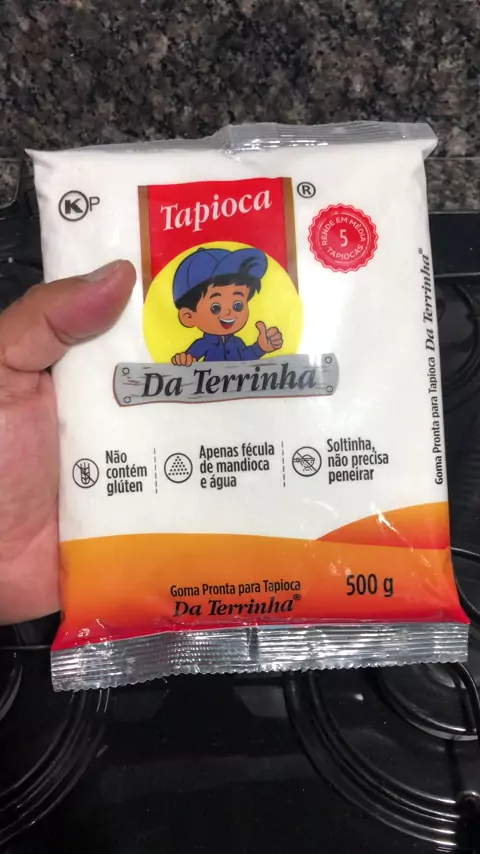 KP
Tapioca
®
RENDE EM MÉDIA
5
TAPIOCAS
Da Terrinha
Não
contém
glúten
Apenas fécula
de mandioca
e água
Soltinha,
não precisa
peneirar
Goma Pronta para Tapioca Da Terrinha®
Goma Pronta para Tapioca
Da Terrinha®
500 g